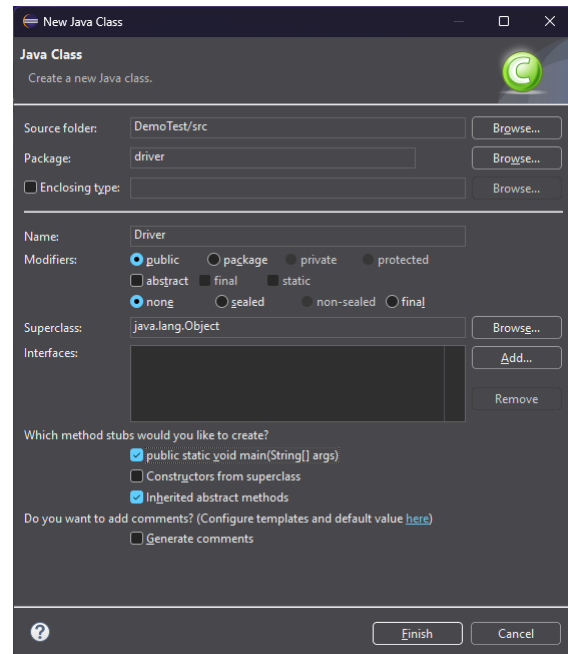 New Java Class
Java Class
Create a new Java class.
Source folder: DemoTest/src Browse...
Package: driver Browse...
Enclosing type: Browse...
Name: Driver
Modifiers: public package private protected
abstract final static
none sealed non-sealed final
Superclass: java.lang.Object Browse...
Interfaces: Add...
Remove
Which method stubs would you like to create?
public static void main(String[] args)
Constructors from superclass
Inherited abstract methods
Do you want to add comments? (Configure templates and default value here)
Generate comments
? Finish Cancel